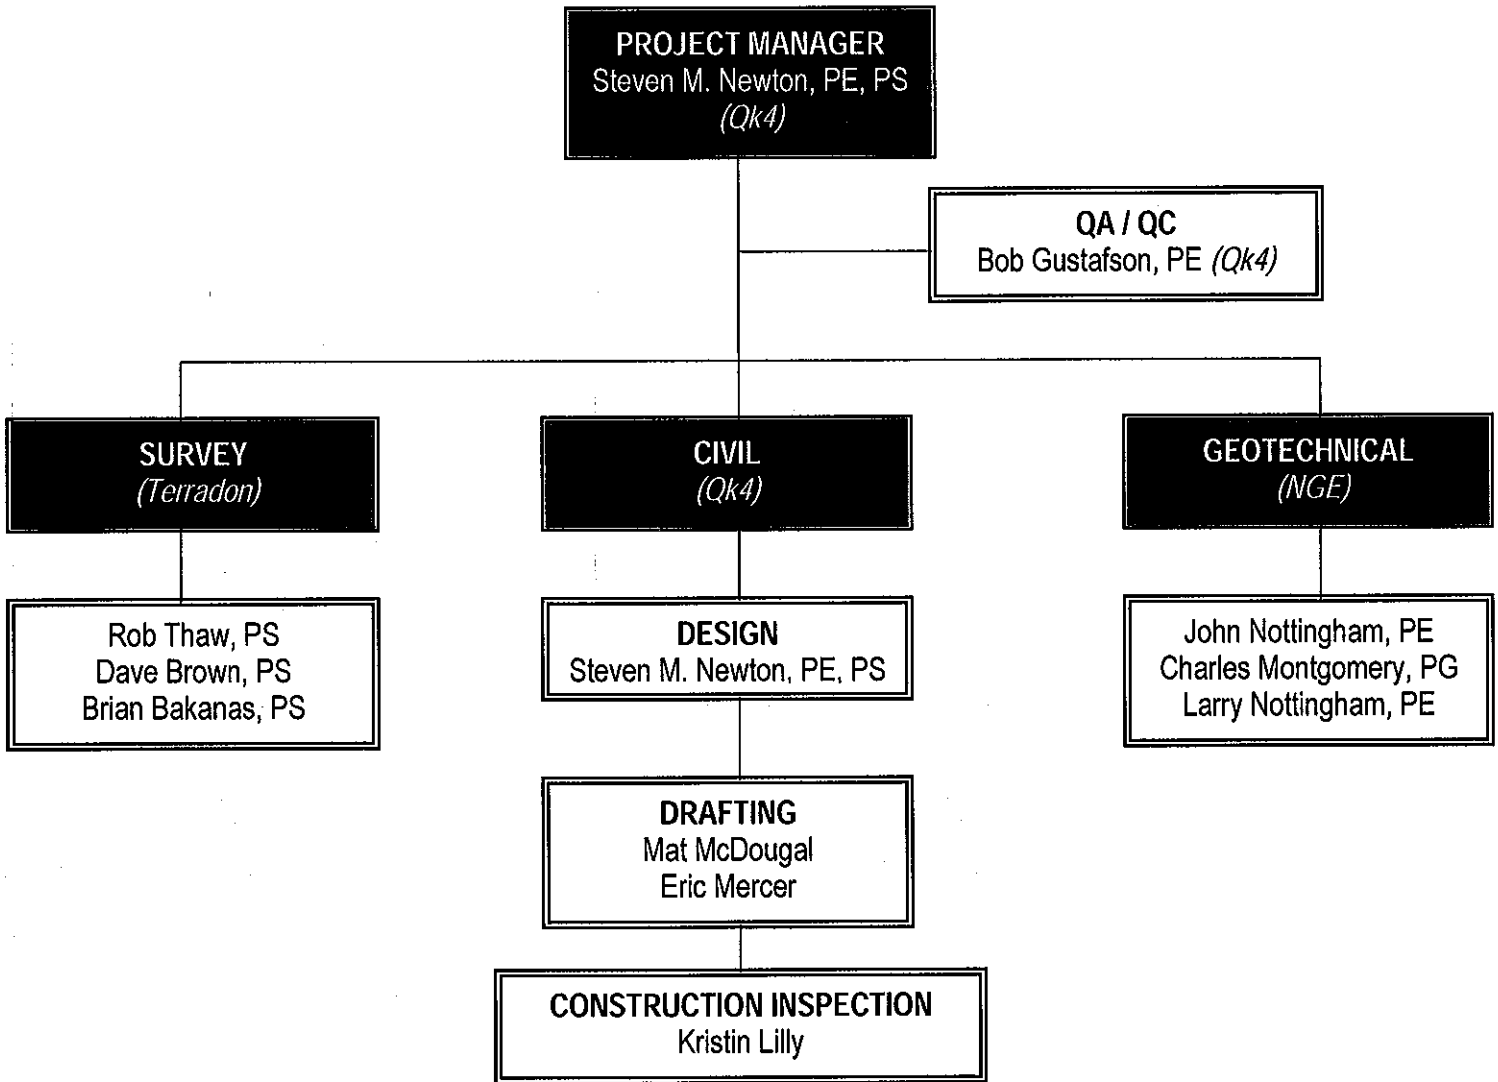 PROJECT MANAGER
Steven M. Newton, PE, PS
(Qk4)
QA / QC
Bob Gustafson, PE (Qk4)
SURVEY
(Terradon)
Rob Thaw, PS
Dave Brown, PS
Brian Bakanas, PS
CIVIL
(Qk4)
DESIGN
Steven M. Newton, PE, PS
DRAFTING
Mat McDougal
Eric Mercer
CONSTRUCTION INSPECTION
Kristin Lilly
GEOTECHNICAL
(NGE)
John Nottingham, PE
Charles Montgomery, PG
Larry Nottingham, PE